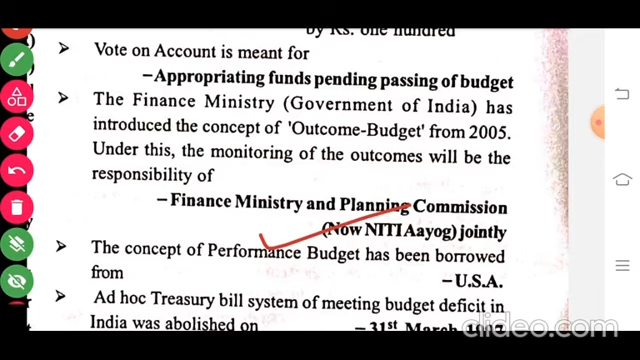 by Rs. one hundred
Vote on Account is meant for
–Appropriating funds pending passing of budget
The Finance Ministry (Government of India) has
introduced the concept of 'Outcome-Budget' from 2005.
Under this, the monitoring of the outcomes will be the
responsibility of
–Finance Ministry and Planning Commission
(Now NITI Aayog) jointly
The concept of Performance Budget has been borrowed
from –U.S.A.
Ad hoc Treasury bill system of meeting budget deficit in
India was abolished on –31st March 1997
clideo.com